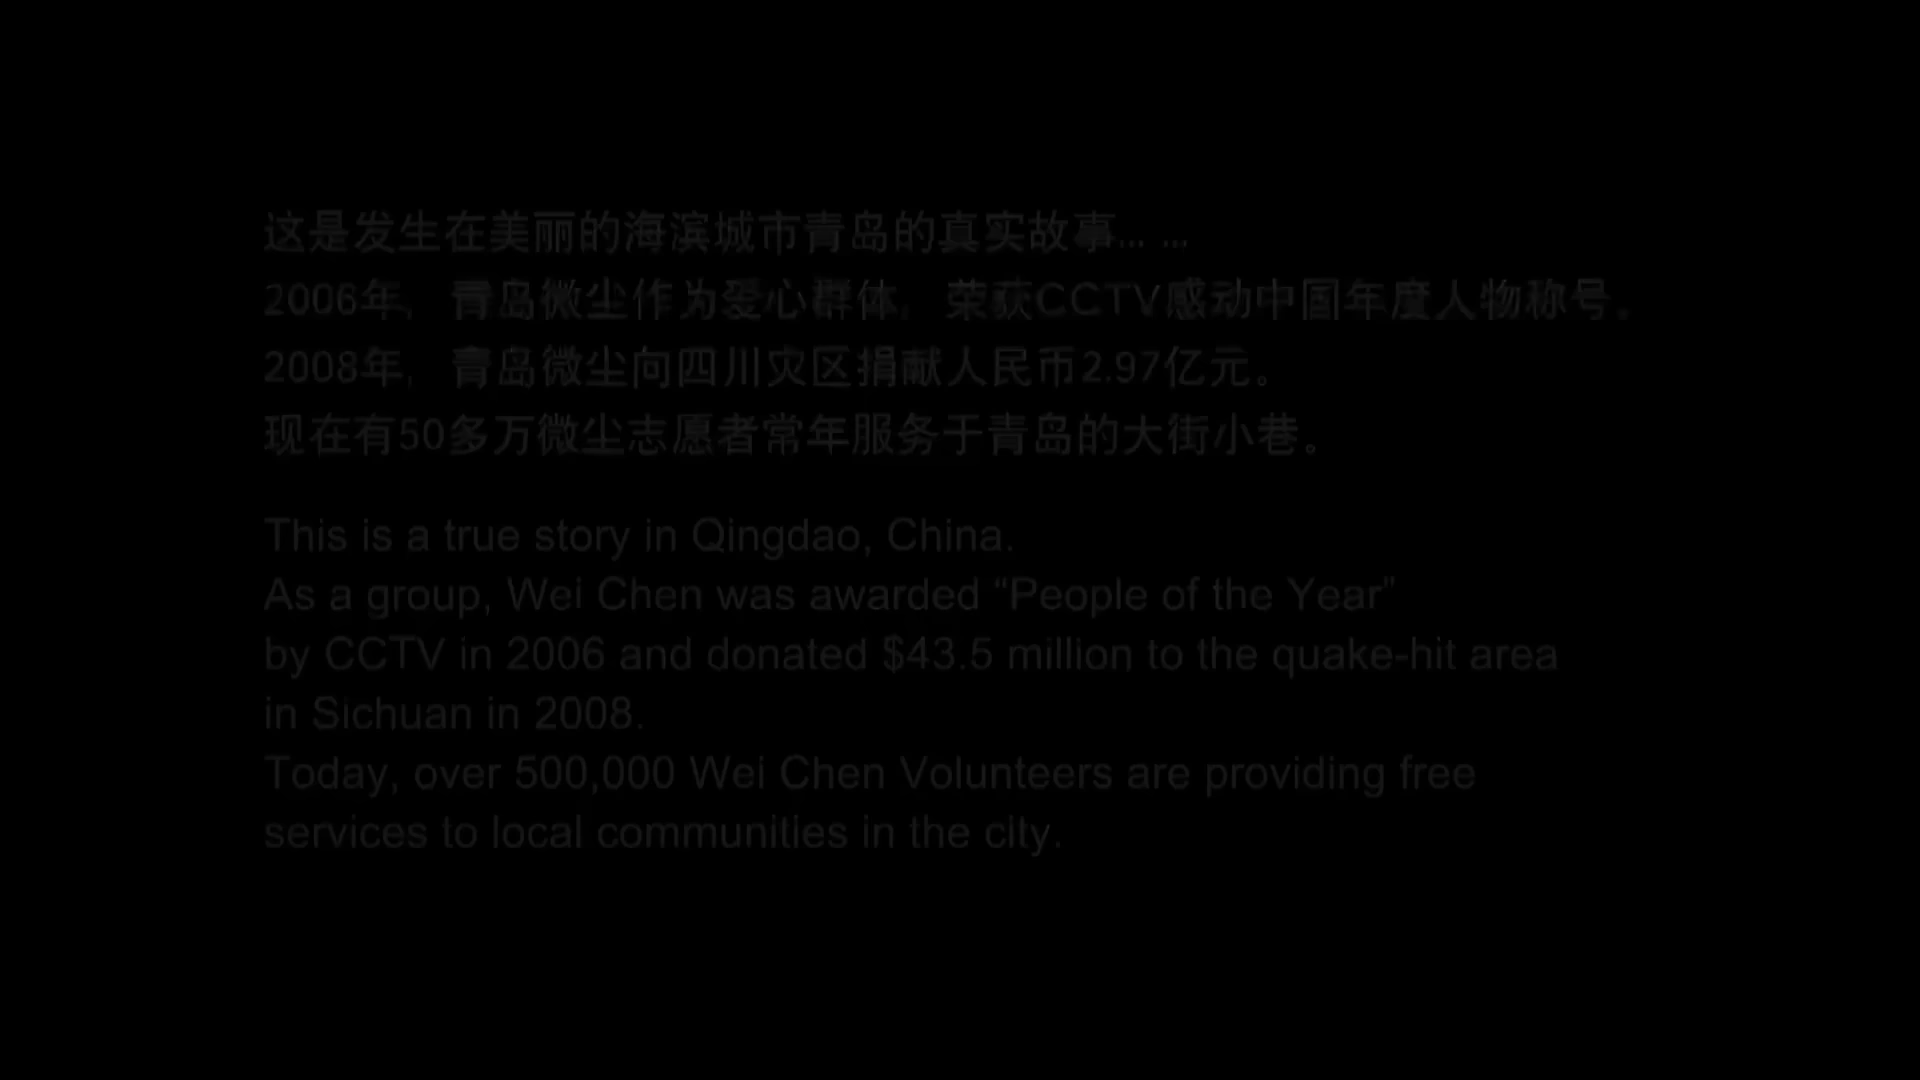 这是发生在美丽的海滨城市青岛的真实故事... ...
2006年，青岛微尘作为爱心群体，荣获CCTV感动中国年度人物称号。
2008年，青岛微尘向四川灾区捐献人民币2.97亿元。
现在有50多万微尘志愿者常年服务于青岛的大街小巷。
This is a true story in Qingdao, China.
As a group, Wei Chen was awarded “People of the Year”
by CCTV in 2006 and donated $43.5 million to the quake-hit area
in Sichuan in 2008.
Today, over 500,000 Wei Chen Volunteers are providing free
services to local communities in the city.